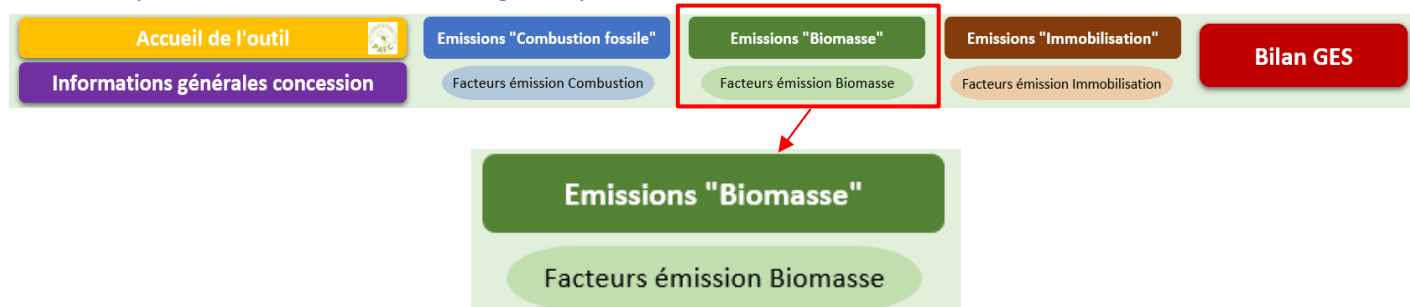 Accueil de l'outil
PAFC
Informations générales concession
Emissions "Combustion fossile"
Facteurs émission Combustion
Emissions "Biomasse"
Facteurs émission Biomasse
Emissions "Immobilisation"
Facteurs émission Immobilisation
Bilan GES
Emissions "Biomasse"
Facteurs émission Biomasse